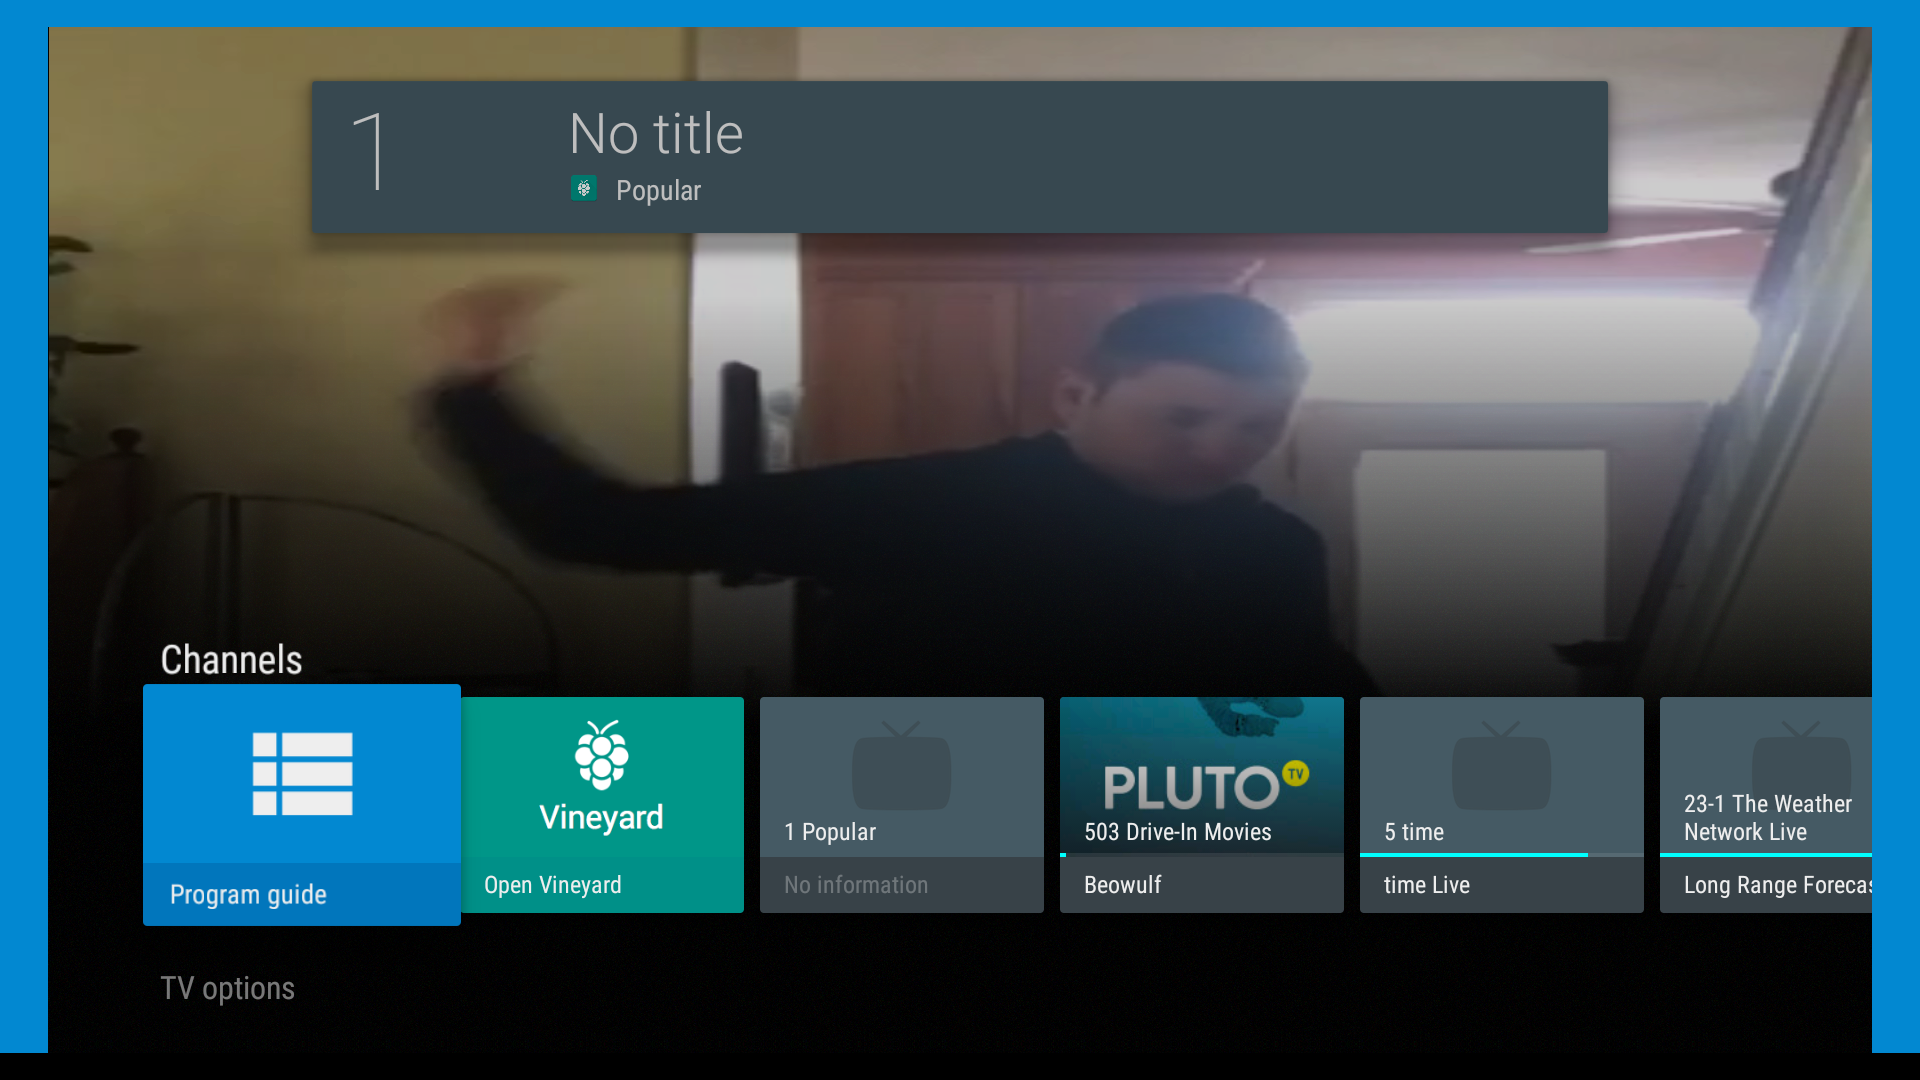 1
No title
Popular
Channels
Program guide
Vineyard
Open Vineyard
1 Popular
No information
PLUTO TV
503 Drive-In Movies
Beowulf
5 time
time Live
23-1 The Weather
Network Live
Long Range Foreca
TV options